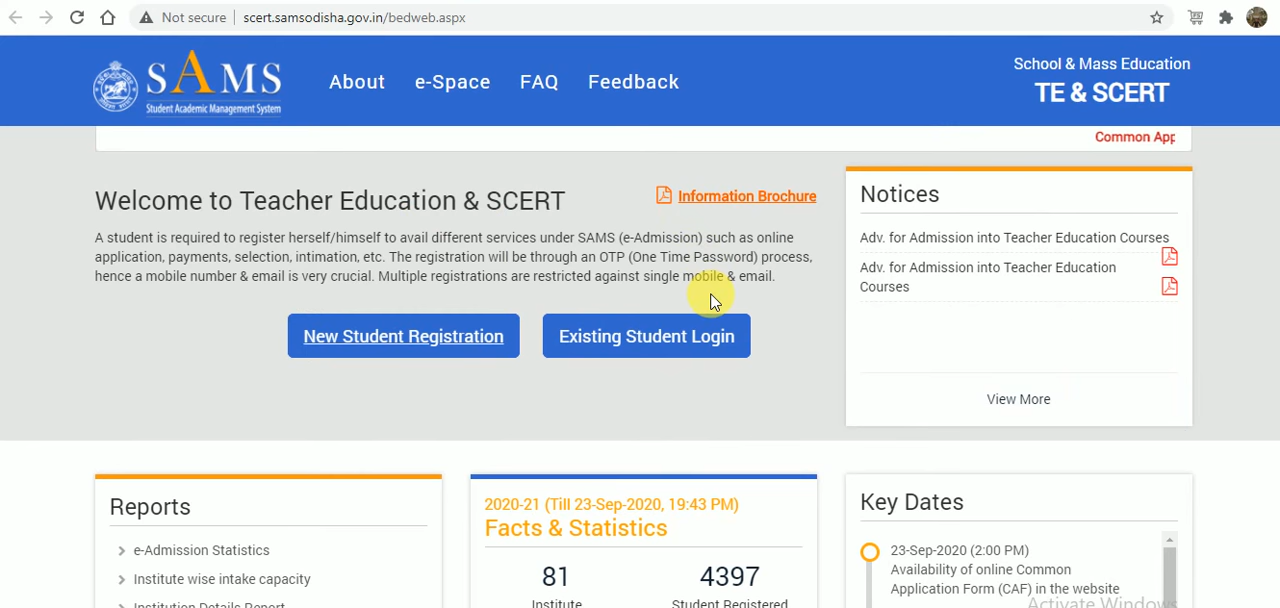 Not secure
scert.samsodisha.gov.in/bedweb.aspx
SAMS
Student Academic Management System
About
e-Space
FAQ
Feedback
School & Mass Education
TE & SCERT
Common App
Welcome to Teacher Education & SCERT
Information Brochure
A student is required to register herself/himself to avail different services under SAMS (e-Admission) such as online
application, payments, selection, intimation, etc. The registration will be through an OTP (One Time Password) process,
hence a mobile number & email is very crucial. Multiple registrations are restricted against single mobile & email.
New Student Registration
Existing Student Login
Notices
Adv. for Admission into Teacher Education Courses
Adv. for Admission into Teacher Education
Courses
View More
Reports
e-Admission Statistics
Institute wise intake capacity
Institution Details Report
2020-21 (Till 23-Sep-2020, 19:43 PM)
Facts & Statistics
81
Institute
4397
Student Registered
Key Dates
23-Sep-2020 (2:00 PM)
Availability of online Common
Application Form (CAF) in the website
Activate Windows